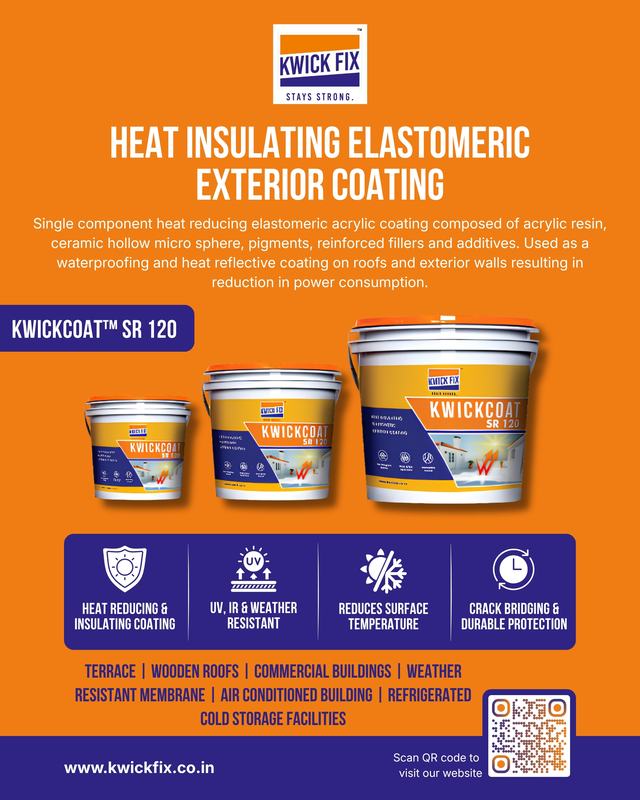 KWICK FIX
™
STAYS STRONG.
HEAT INSULATING ELASTOMERIC
EXTERIOR COATING
Single component heat reducing elastomeric acrylic coating composed of acrylic resin,
ceramic hollow micro sphere, pigments, reinforced fillers and additives. Used as a
waterproofing and heat reflective coating on roofs and exterior walls resulting in
reduction in power consumption.
KWICKCOAT™ SR 120
KWICK FIX
KWICKCOAT
SR 120
KWICK FIX
KWICKCOAT
SR 120
KWICK FIX
KWICKCOAT
SR 120
UV
HEAT REDUCING &
INSULATING COATING
UV, IR & WEATHER
RESISTANT
REDUCES SURFACE
TEMPERATURE
CRACK BRIDGING &
DURABLE PROTECTION
TERRACE | WOODEN ROOFS | COMMERCIAL BUILDINGS | WEATHER
RESISTANT MEMBRANE | AIR CONDITIONED BUILDING | REFRIGERATED
COLD STORAGE FACILITIES
www.kwickfix.co.in
Scan QR code to
visit our website